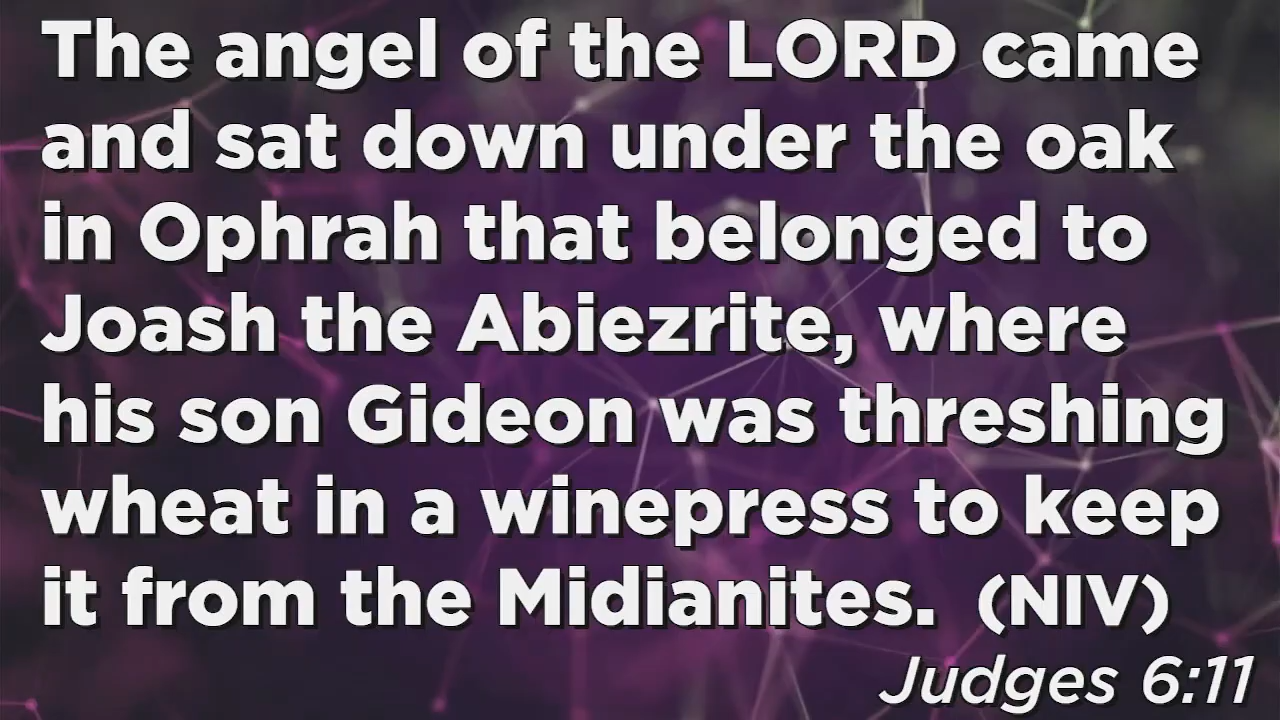 The angel of the LORD came
and sat down under the oak
in Ophrah that belonged to
Joash the Abiezrite, where
his son Gideon was threshing
wheat in a winepress to keep
it from the Midianites. (NIV)
Judges 6:11